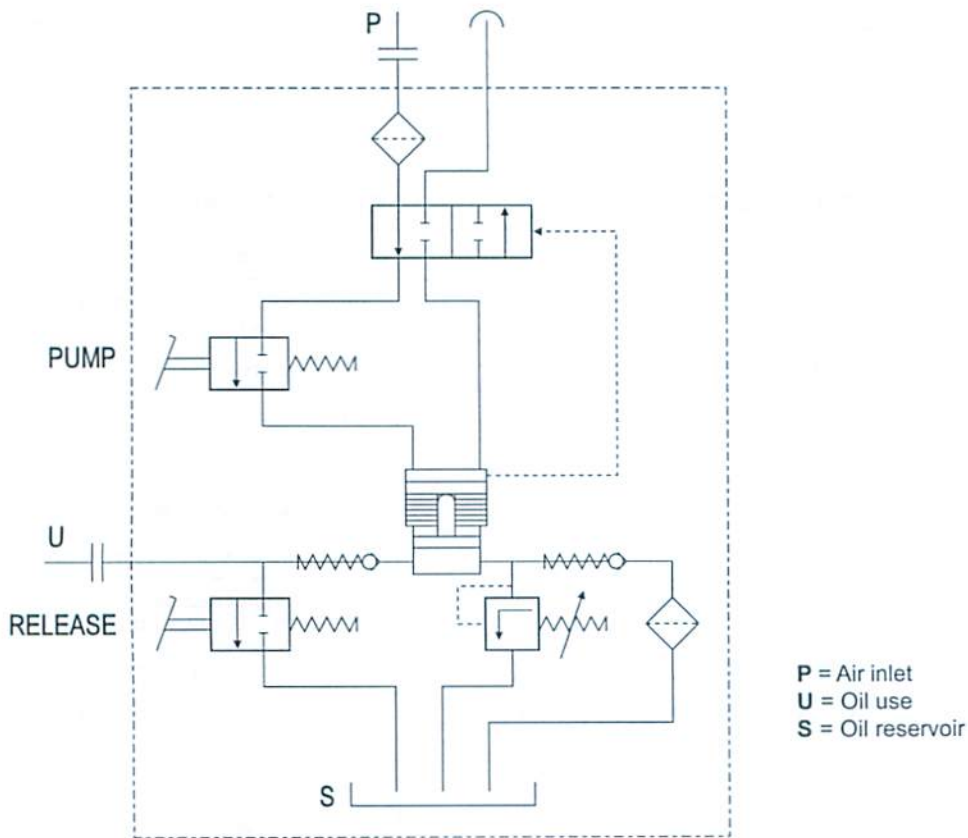 P
PUMP
U
RELEASE
P = Air inlet
U = Oil use
S = Oil reservoir
S